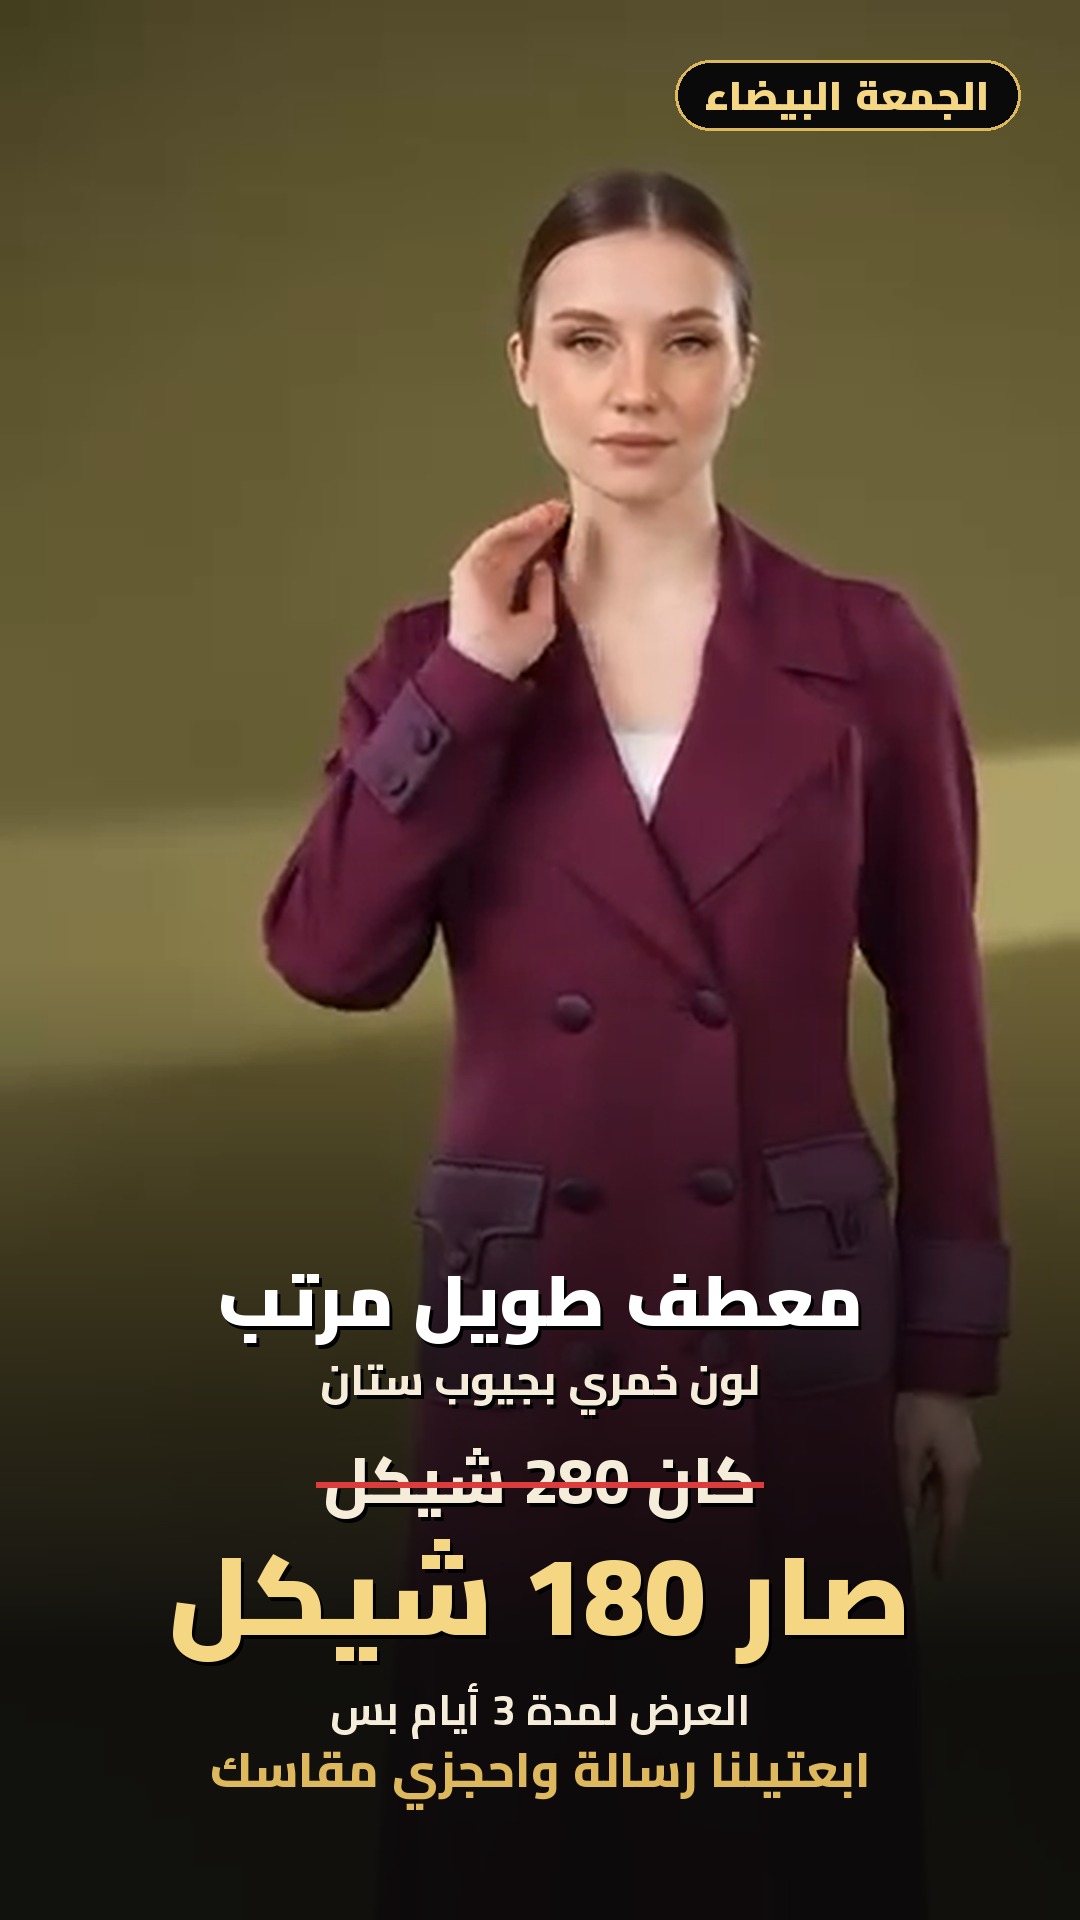 الجمعة البيضاء
معطف طويل مرتب
لون خمري بجيوب ستان
كان 280 شيكل
صار 180 شيكل
العرض لمدة 3 أيام بس
ابعتيلنا رسالة واحجزي مقاسك